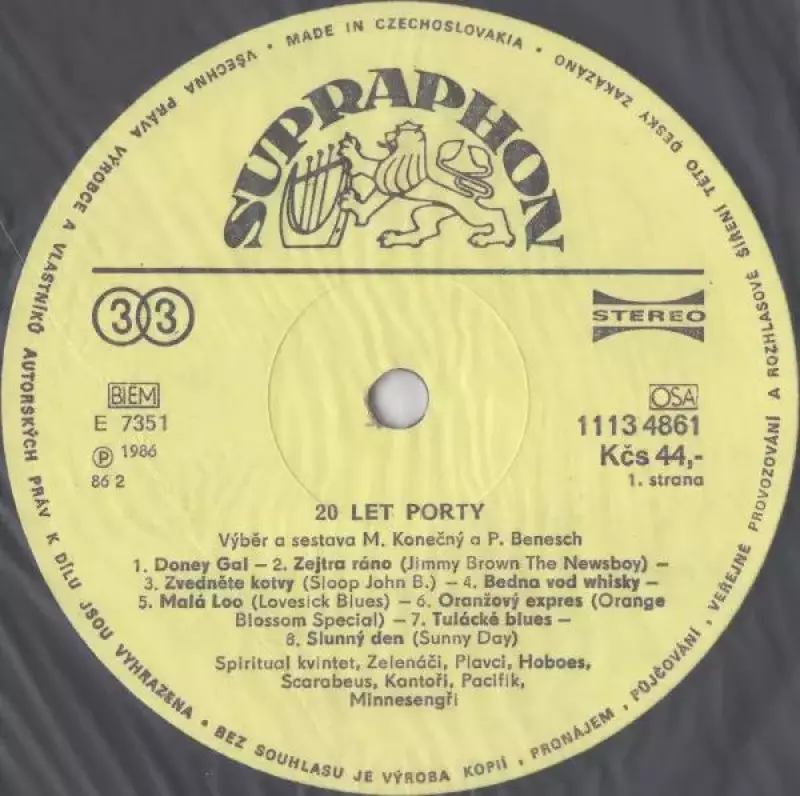 MADE IN CZECHOSLOVAKIA • VŠECHNA PRÁVA VÝROBCE A VLASTNÍKŮ AUTORSKÝCH PRÁV K DÍLU JSOU VYHRAZENA • BEZ SOUHLASU JE VÝROBA KOPIÍ, PRONÁJEM, PŮJČOVÁNÍ, VEŘEJNÉ PROVOZOVÁNÍ A ROZHLASOVÉ ŠÍŘENÍ TÉTO DESKY ZAKÁZÁNO •
SUPRAPHON
33
STEREO
BIEM
OSA
E 7351
1113 4861
Ⓟ 1986
Kčs 44,-
86 2
1. strana
20 LET PORTY
Výběr a sestava M. Konečný a P. Benesch
1. Doney Gal – 2. Zejtra ráno (Jimmy Brown The Newsboy) –
3. Zvedněte kotvy (Sloop John B.) – 4. Bedna vod whisky –
5. Malá Loo (Lovesick Blues) – 6. Oranžový expres (Orange
Blossom Special) – 7. Tulácké blues –
8. Slunný den (Sunny Day)
Spiritual kvintet, Zelenáči, Plavci, Hoboes,
Scarabeus, Kantoři, Pacifik,
Minnesengři